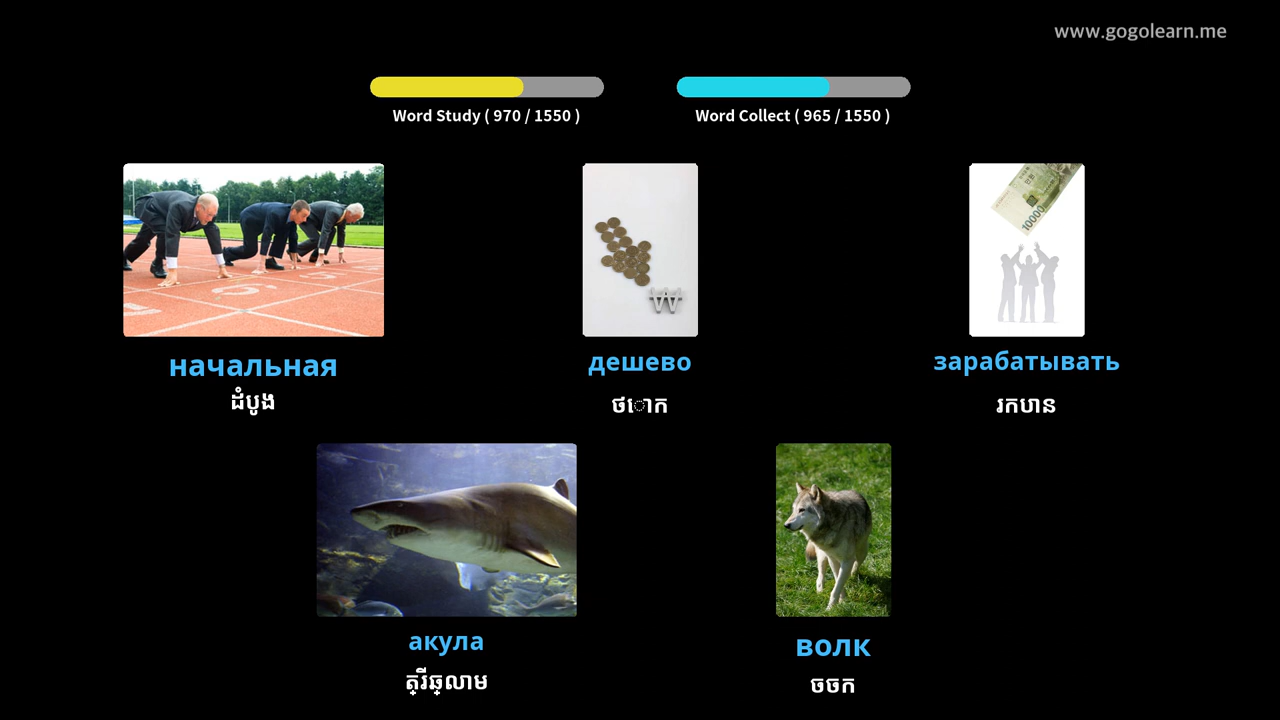 www.gogolearn.me
Word Study ( 970 / 1550 )
Word Collect ( 965 / 1550 )
начальная
дешево
зарабатывать
ដំបូង
ថោក
រកបាន
10000
акула
волк
ត្រីឆ្លាម
ចចក